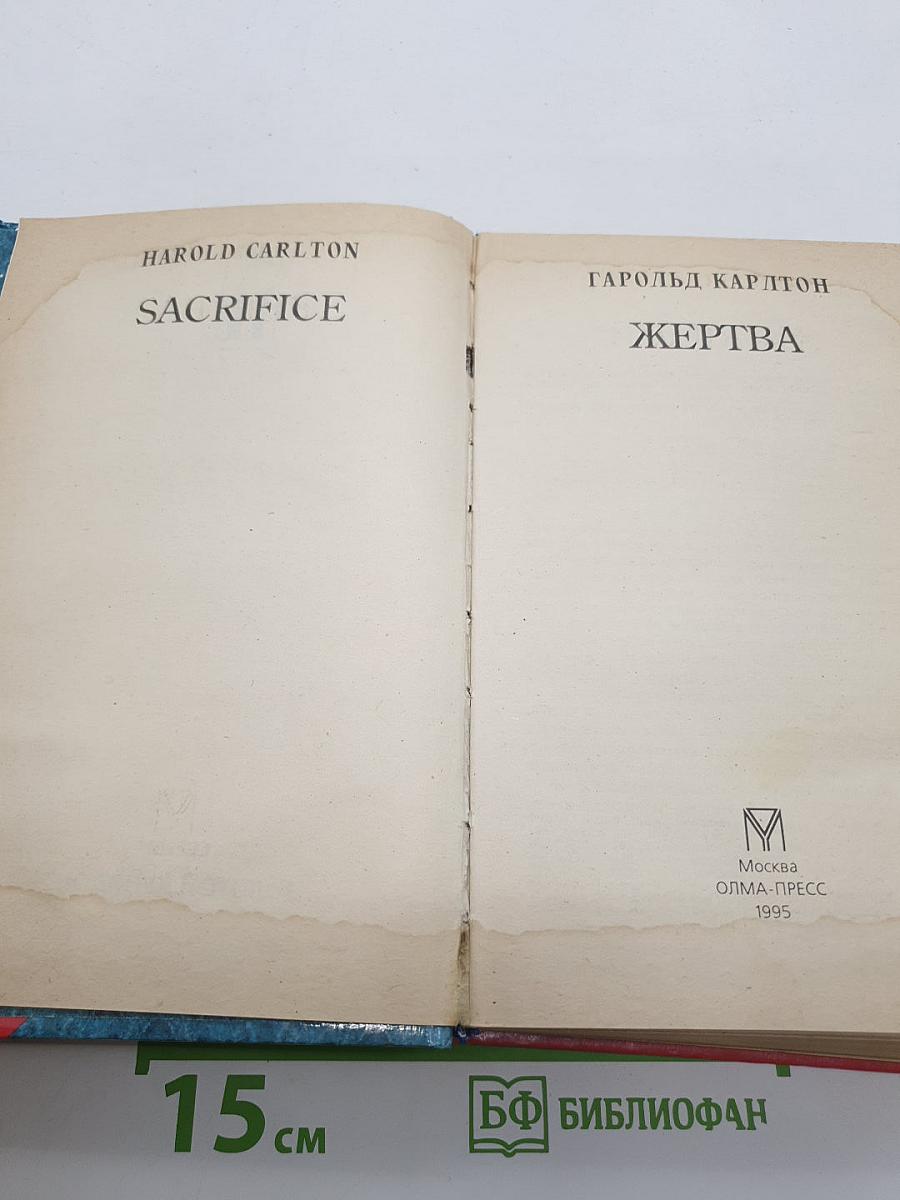 HAROLD CARLTON
SACRIFICE
ГАРОЛЬД КАРЛТОН
ЖЕРТВА
Москва
ОЛМА-ПРЕСС
1995
15 см
БФ БИБЛИОФАН